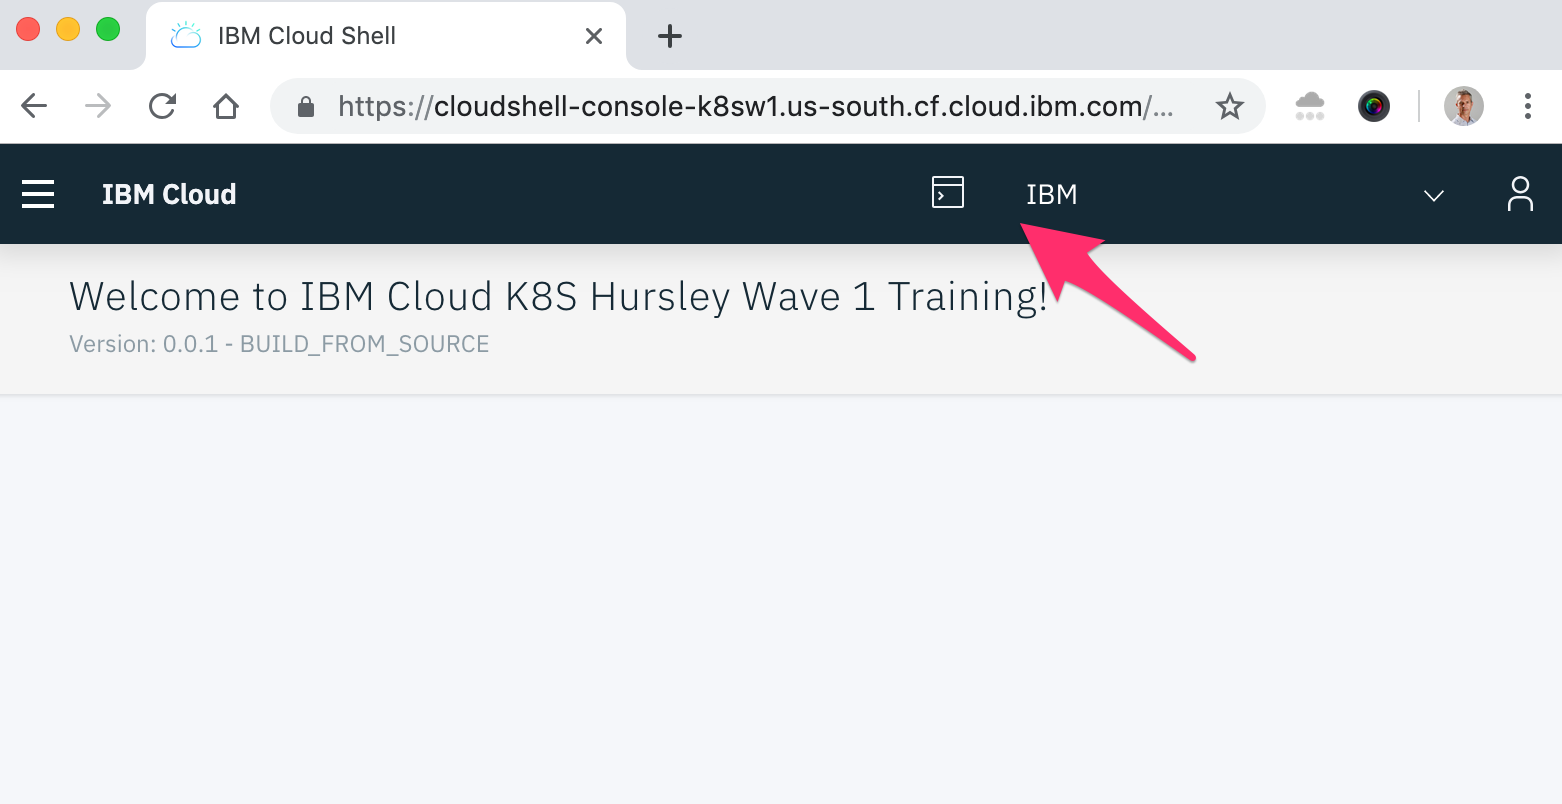 IBM Cloud Shell
https://cloudshell-console-k8sw1.us-south.cf.cloud.ibm.com/...
IBM Cloud
IBM
Welcome to IBM Cloud K8S Hursley Wave 1 Training!
Version: 0.0.1 - BUILD_FROM_SOURCE